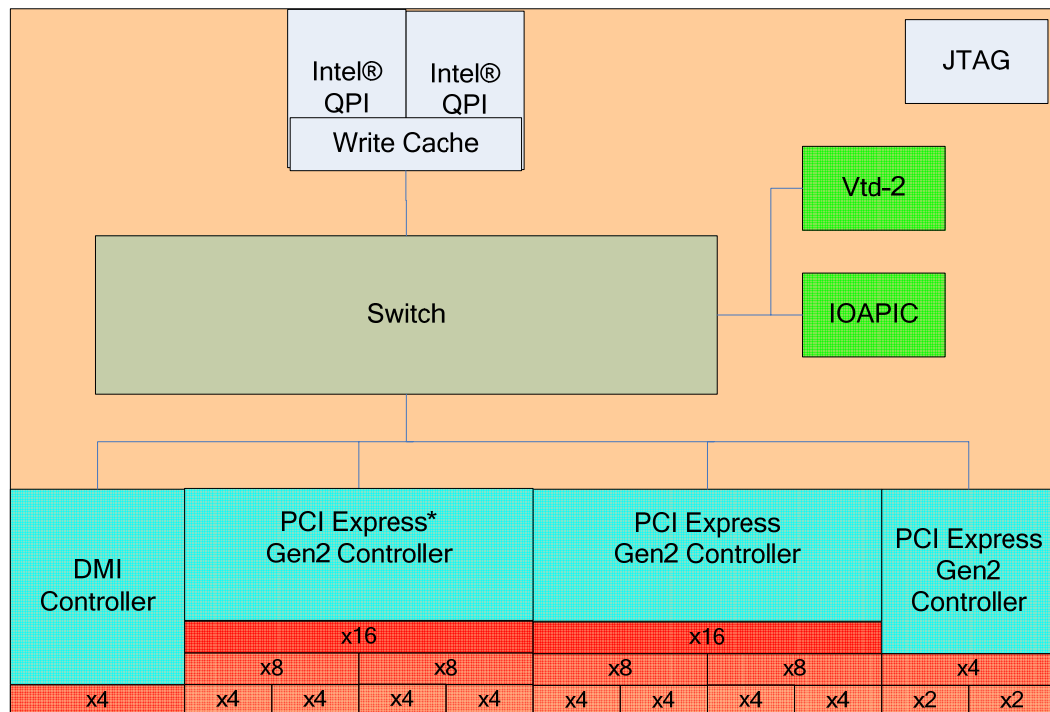 Intel®
QPI
Intel®
QPI
Write Cache
JTAG
Vtd-2
Switch
IOAPIC
DMI
Controller
PCI Express*
Gen2 Controller
PCI Express
Gen2 Controller
PCI Express
Gen2
Controller
x16
x16
x8
x8
x8
x8
x4
x4
x4
x4
x4
x4
x4
x4
x4
x4
x2
x2